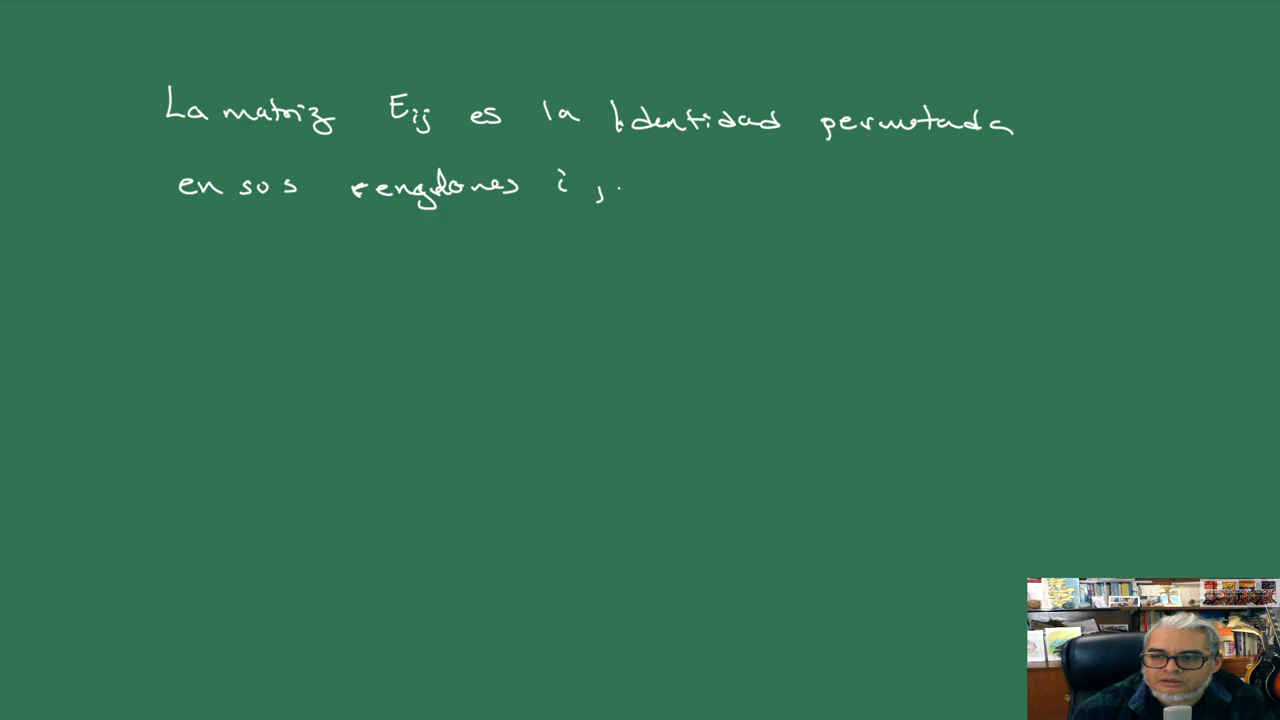 La matriz Eij es la Identidad permutada
en sus renglones i ,